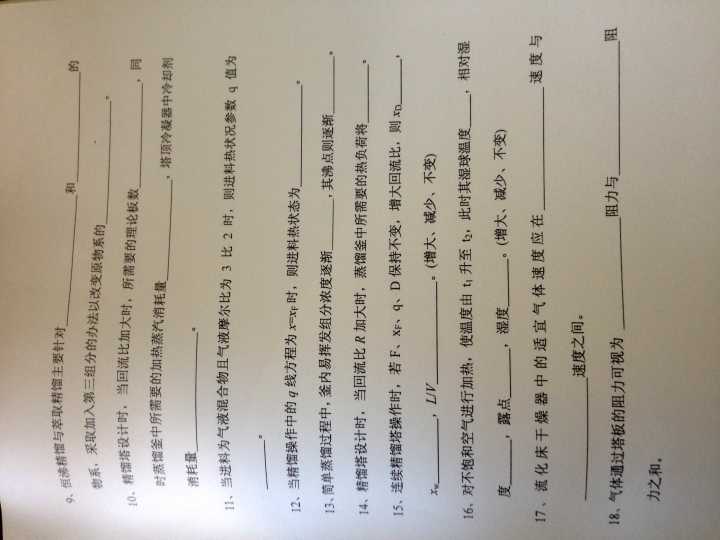 9、恒沸精馏与萃取精馏主要针对________和________的
物系，采取加入第三组分的办法以改变原物系的________。
10、精馏塔设计时，当回流比加大时，所需要的理论板数________，同
时蒸馏釜中所需要的加热蒸汽消耗量________，塔顶冷凝器中冷却剂
消耗量________。
11、当进料为气液混合物且气液摩尔比为 3 比 2 时，则进料热状况参数 q 值为
________。
12、当精馏操作中的 q 线方程为 x=xF 时，则进料热状态为________。
13、简单蒸馏过程中，釜内易挥发组分浓度逐渐______，其沸点则逐渐______。
14、精馏塔设计时，当回流比 R 加大时，蒸馏釜中所需要的热负荷将______。
15、连续精馏塔操作时，若 F、xF、q、D 保持不变，增大回流比，则 xD____，
xw______，L/V________。（增大、减少、不变）
16、对不饱和空气进行加热，使温度由 t1 升至 t2，此时其湿球温度____，相对湿
度____，露点______，湿度____。（增大、减少、不变）
17、流化床干燥器中的适宜气体速度应在________速度与
________速度之间。
18、气体通过塔板的阻力可视为________阻力与________阻
力之和。